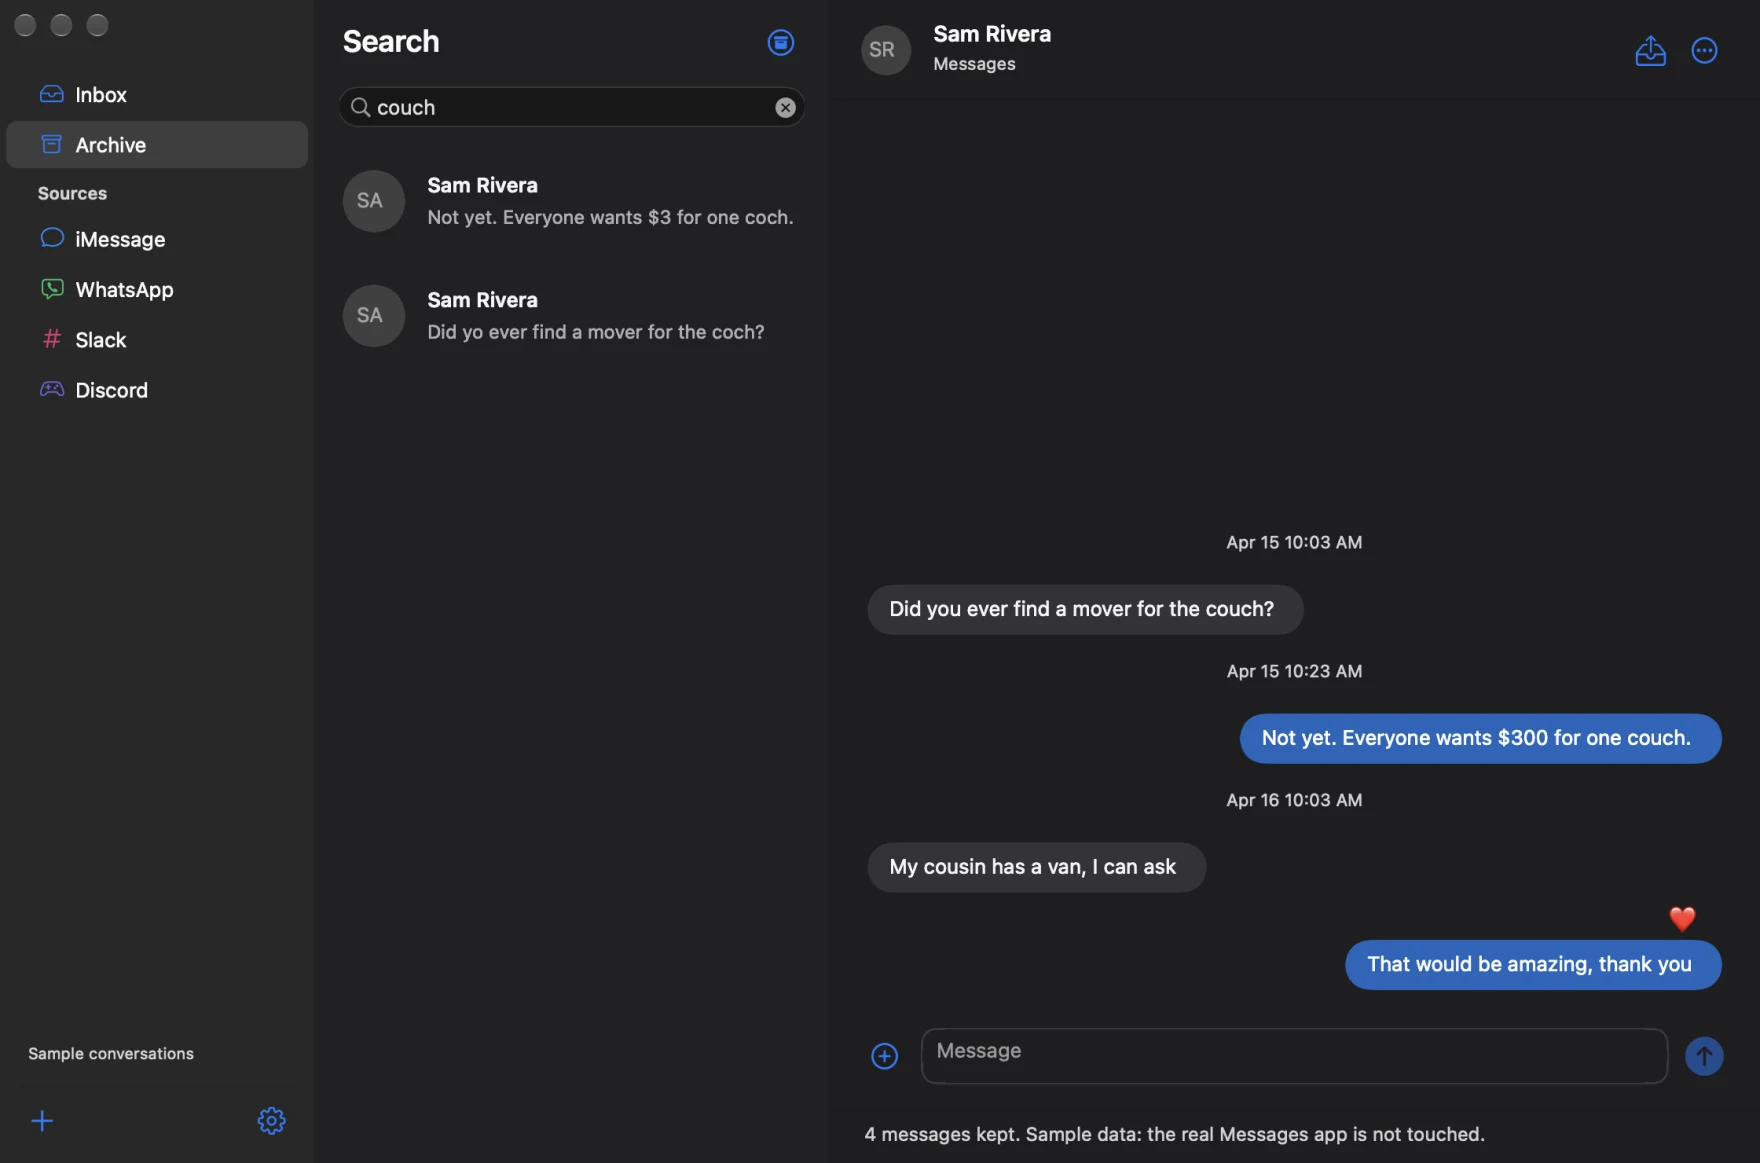 Inbox
Archive
Sources
iMessage
WhatsApp
Slack
Discord
Sample conversations
Search
couch
SA
Sam Rivera
Not yet. Everyone wants $3 for one coch.
SA
Sam Rivera
Did yo ever find a mover for the coch?
SR
Sam Rivera
Messages
Apr 15 10:03 AM
Did you ever find a mover for the couch?
Apr 15 10:23 AM
Not yet. Everyone wants $300 for one couch.
Apr 16 10:03 AM
My cousin has a van, I can ask
That would be amazing, thank you
Message
4 messages kept. Sample data: the real Messages app is not touched.